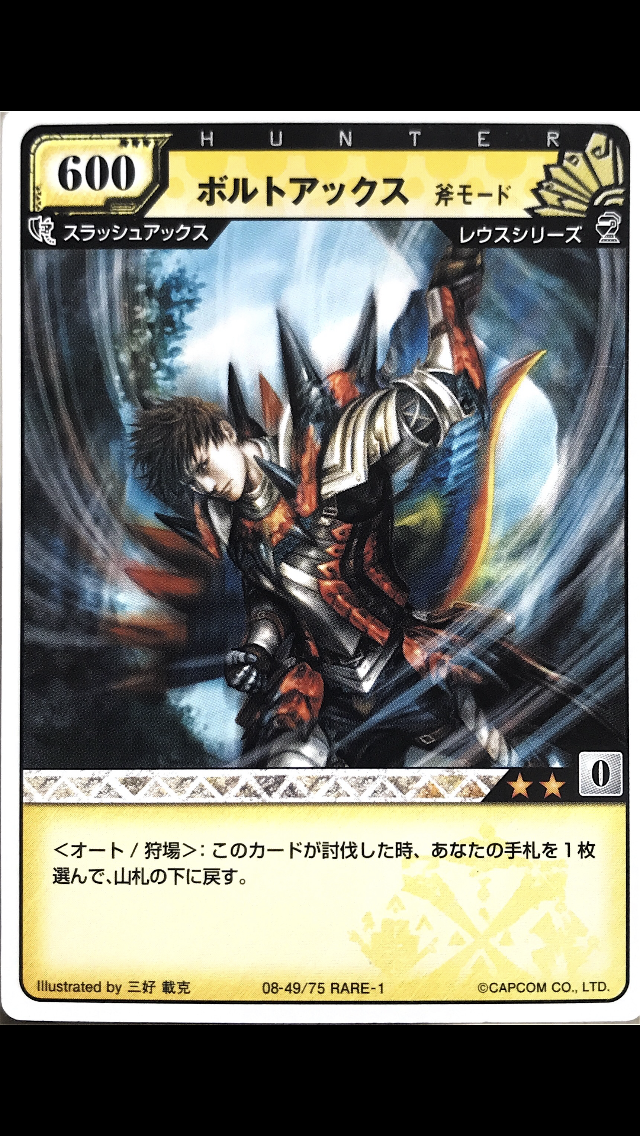 HUNTER
600
ボルトアックス 斧モード
スラッシュアックス
レウスシリーズ
0
<オート / 狩場>：このカードが討伐した時、あなたの手札を１枚
選んで、山札の下に戻す。
Illustrated by 三好 載克 08-49/75 RARE-1 ©CAPCOM CO., LTD.